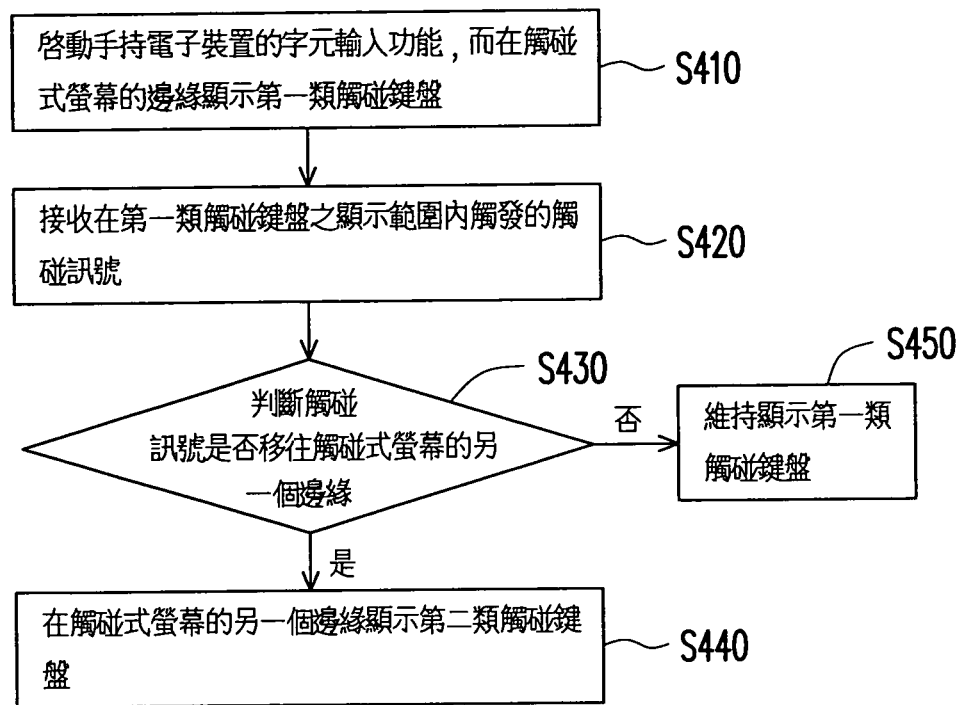 啓動手持電子裝置的字元輸入功能,而在觸碰
式螢幕的邊緣顯示第一類觸碰鍵盤
S410
接收在第一類觸碰鍵盤之顯示範圍內觸發的觸
碰訊號
S420
判斷觸碰
訊號是否移往觸碰式螢幕的另
一個邊緣
S430
否
維持顯示第一類
觸碰鍵盤
S450
是
在觸碰式螢幕的另一個邊緣顯示第二類觸碰鍵
盤
S440